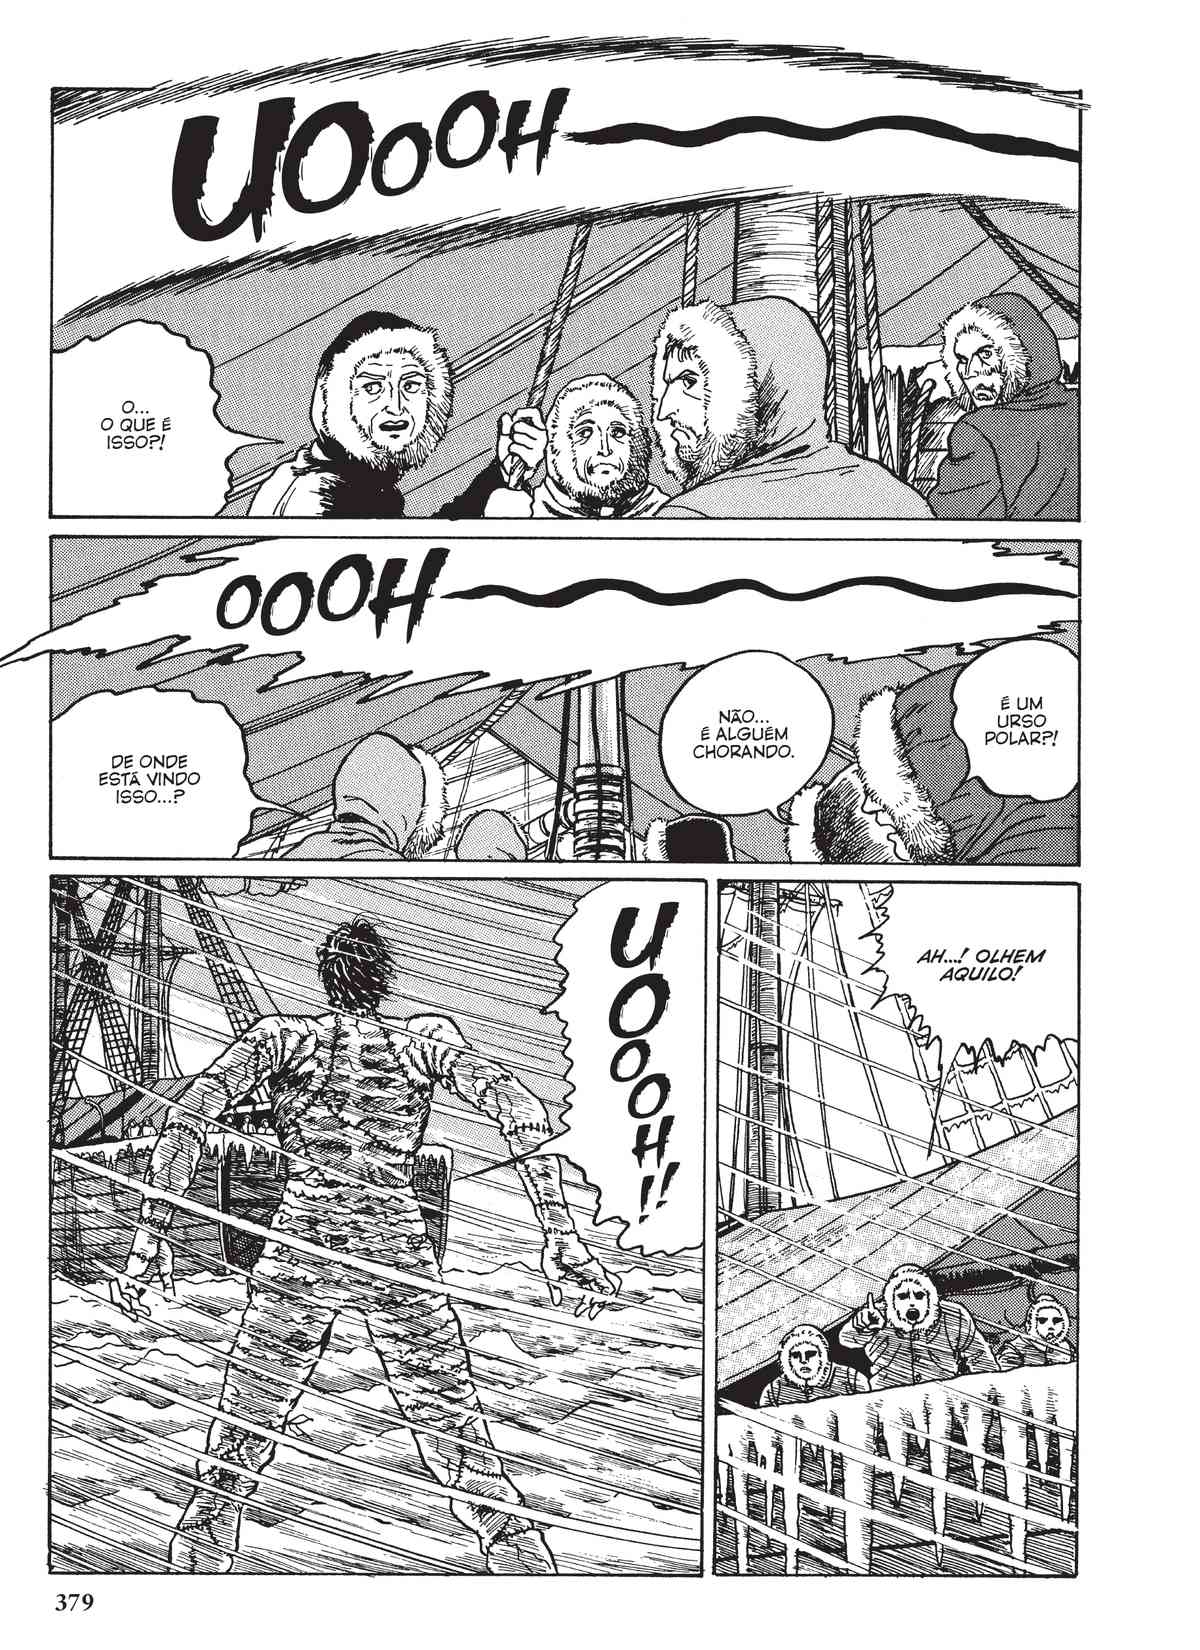 UOOOOH
O...
O QUE É
ISSO?!
OOOH
É UM
URSO
POLAR?!
NÃO...
É ALGUÉM
CHORANDO.
DE ONDE
ESTÁ VINDO
ISSO...?
AH...! OLHEM
AQUILO!
UOOOH!!
379